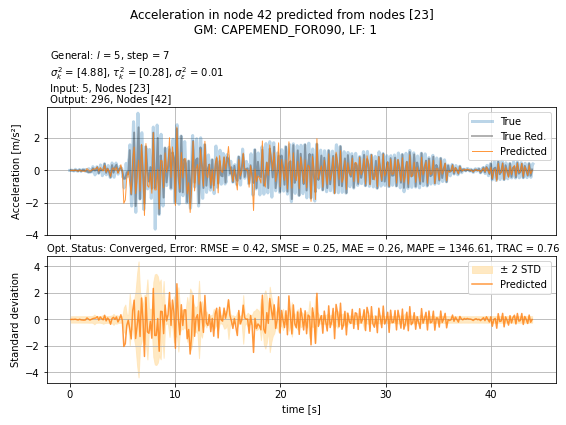 Acceleration in node 42 predicted from nodes [23]
GM: CAPEMEND_FOR090, LF: 1
General: l = 5, step = 7
σ²ₖ = [4.88], τ²ₖ = [0.28], σ²ε = 0.01
Input: 5, Nodes [23]
Output: 296, Nodes [42]
Acceleration [m/s²]
2
0
−2
−4
True
True Red.
Predicted
Opt. Status: Converged, Error: RMSE = 0.42, SMSE = 0.25, MAE = 0.26, MAPE = 1346.61, TRAC = 0.76
Standard deviation
4
2
0
−2
−4
± 2 STD
Predicted
0
10
20
30
40
time [s]